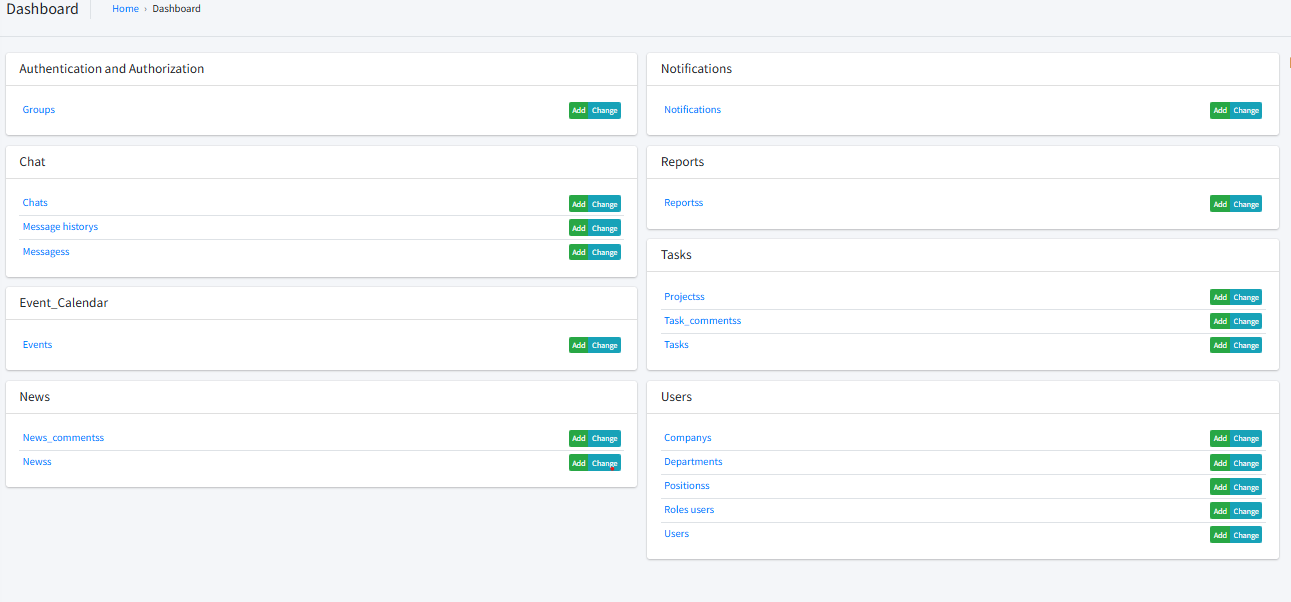 Dashboard
Home › Dashboard
Authentication and Authorization
Groups Add Change
Chat
Chats Add Change
Message historys Add Change
Messagess Add Change
Event_Calendar
Events Add Change
News
News_commentss Add Change
Newss Add Change
Notifications
Notifications Add Change
Reports
Reportss Add Change
Tasks
Projectss Add Change
Task_commentss Add Change
Tasks Add Change
Users
Companys Add Change
Departments Add Change
Positionss Add Change
Roles users Add Change
Users Add Change